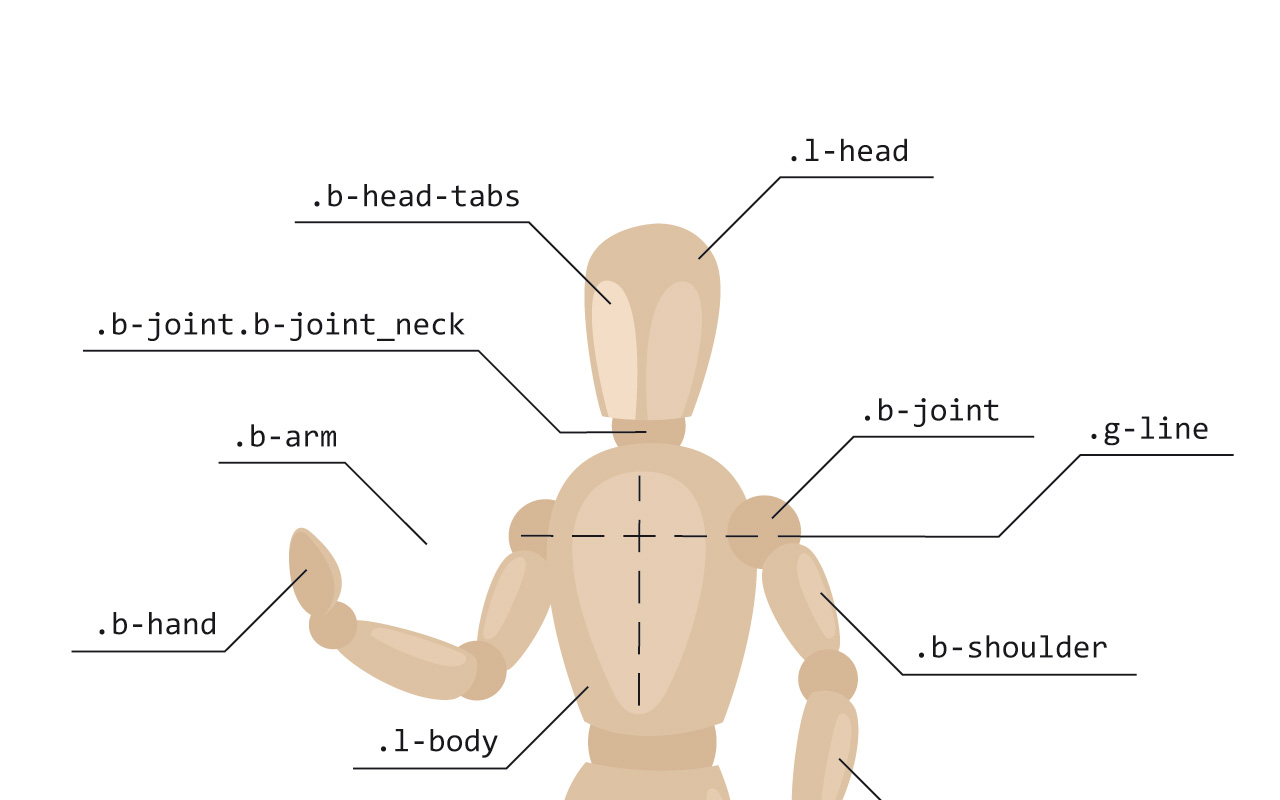 .l-head
.b-head-tabs
.b-joint.b-joint_neck
.b-joint
.g-line
.b-arm
.b-hand
.b-shoulder
.l-body